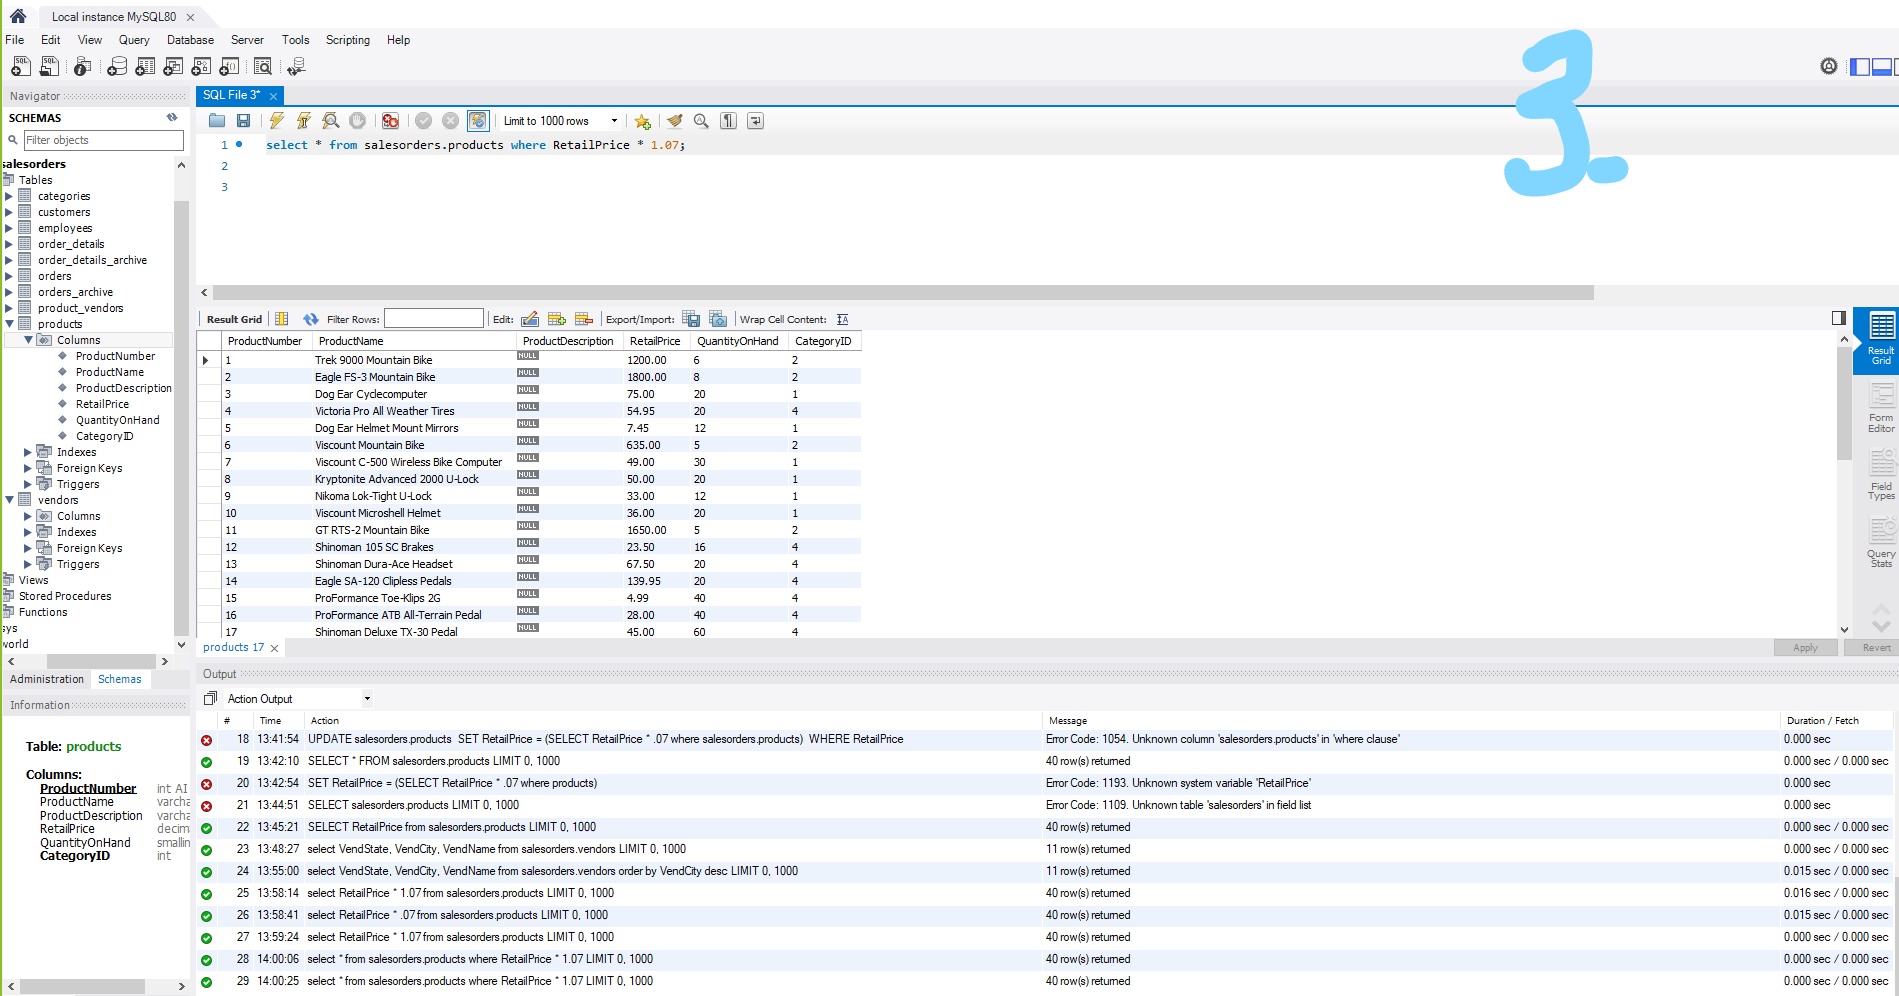 Local instance MySQL80
File Edit View Query Database Server Tools Scripting Help
3.
Navigator
SCHEMAS
Filter objects
salesorders
Tables
categories
customers
employees
order_details
order_details_archive
orders
orders_archive
product_vendors
products
Columns
ProductNumber
ProductName
ProductDescription
RetailPrice
QuantityOnHand
CategoryID
Indexes
Foreign Keys
Triggers
vendors
Columns
Indexes
Foreign Keys
Triggers
Views
Stored Procedures
Functions
sys
world
Administration Schemas
Information
Table: products
Columns:
ProductNumber int AI
ProductName varcha
ProductDescription varcha
RetailPrice decim
QuantityOnHand smallin
CategoryID int
SQL File 3*
Limit to 1000 rows
1 select * from salesorders.products where RetailPrice * 1.07;
2
3
Result Grid Filter Rows: Edit: Export/Import: Wrap Cell Content:
ProductNumber ProductName ProductDescription RetailPrice QuantityOnHand CategoryID
1 Trek 9000 Mountain Bike NULL 1200.00 6 2
2 Eagle FS-3 Mountain Bike NULL 1800.00 8 2
3 Dog Ear Cyclecomputer NULL 75.00 20 1
4 Victoria Pro All Weather Tires NULL 54.95 20 4
5 Dog Ear Helmet Mount Mirrors NULL 7.45 12 1
6 Viscount Mountain Bike NULL 635.00 5 2
7 Viscount C-500 Wireless Bike Computer NULL 49.00 30 1
8 Kryptonite Advanced 2000 U-Lock NULL 50.00 20 1
9 Nikoma Lok-Tight U-Lock NULL 33.00 12 1
10 Viscount Microshell Helmet NULL 36.00 20 1
11 GT RTS-2 Mountain Bike NULL 1650.00 5 2
12 Shinoman 105 SC Brakes NULL 23.50 16 4
13 Shinoman Dura-Ace Headset NULL 67.50 20 4
14 Eagle SA-120 Clipless Pedals NULL 139.95 20 4
15 ProFormance Toe-Klips 2G NULL 4.99 40 4
16 ProFormance ATB All-Terrain Pedal NULL 28.00 40 4
17 Shinoman Deluxe TX-30 Pedal NULL 45.00 60 4
Result
Grid
Form
Editor
Field
Types
Query
Stats
products 17
Apply Revert
Output
Action Output
# Time Action Message Duration / Fetch
18 13:41:54 UPDATE salesorders.products SET RetailPrice = (SELECT RetailPrice * .07 where salesorders.products) WHERE RetailPrice Error Code: 1054. Unknown column 'salesorders.products' in 'where clause' 0.000 sec
19 13:42:10 SELECT * FROM salesorders.products LIMIT 0, 1000 40 row(s) returned 0.000 sec / 0.000 sec
20 13:42:54 SET RetailPrice = (SELECT RetailPrice * .07 where products) Error Code: 1193. Unknown system variable 'RetailPrice' 0.000 sec
21 13:44:51 SELECT salesorders.products LIMIT 0, 1000 Error Code: 1109. Unknown table 'salesorders' in field list 0.000 sec
22 13:45:21 SELECT RetailPrice from salesorders.products LIMIT 0, 1000 40 row(s) returned 0.000 sec / 0.000 sec
23 13:48:27 select VendState, VendCity, VendName from salesorders.vendors LIMIT 0, 1000 11 row(s) returned 0.000 sec / 0.000 sec
24 13:55:00 select VendState, VendCity, VendName from salesorders.vendors order by VendCity desc LIMIT 0, 1000 11 row(s) returned 0.015 sec / 0.000 sec
25 13:58:14 select RetailPrice * 1.07 from salesorders.products LIMIT 0, 1000 40 row(s) returned 0.016 sec / 0.000 sec
26 13:58:41 select RetailPrice * .07 from salesorders.products LIMIT 0, 1000 40 row(s) returned 0.015 sec / 0.000 sec
27 13:59:24 select RetailPrice * 1.07 from salesorders.products LIMIT 0, 1000 40 row(s) returned 0.000 sec / 0.000 sec
28 14:00:06 select * from salesorders.products where RetailPrice * 1.07 LIMIT 0, 1000 40 row(s) returned 0.000 sec / 0.000 sec
29 14:00:25 select * from salesorders.products where RetailPrice * 1.07 LIMIT 0, 1000 40 row(s) returned 0.000 sec / 0.000 sec